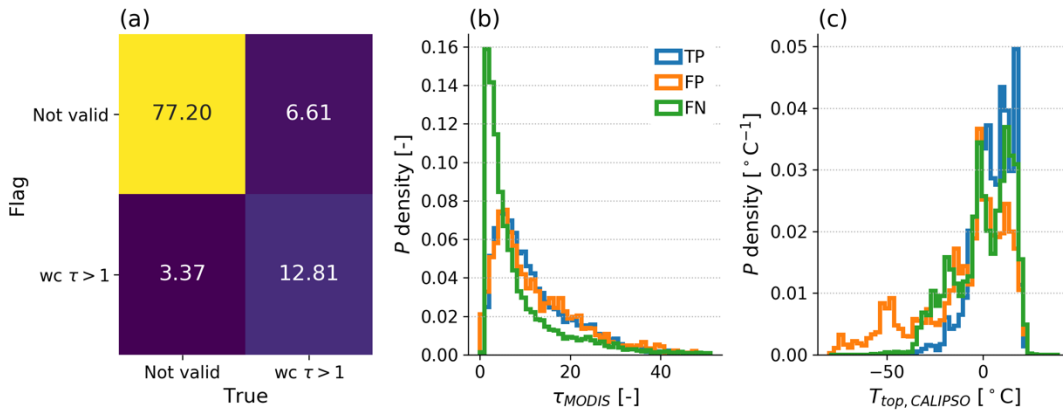 (a)
Flag
Not valid
wc τ > 1
77.20
6.61
3.37
12.81
Not valid
wc τ > 1
True
(b)
P density [-]
0.16
0.14
0.12
0.10
0.08
0.06
0.04
0.02
0.00
TP
FP
FN
0
20
40
τMODIS [-]
(c)
P density [°C−1]
0.05
0.04
0.03
0.02
0.01
0.00
−50
0
Ttop, CALIPSO [°C]